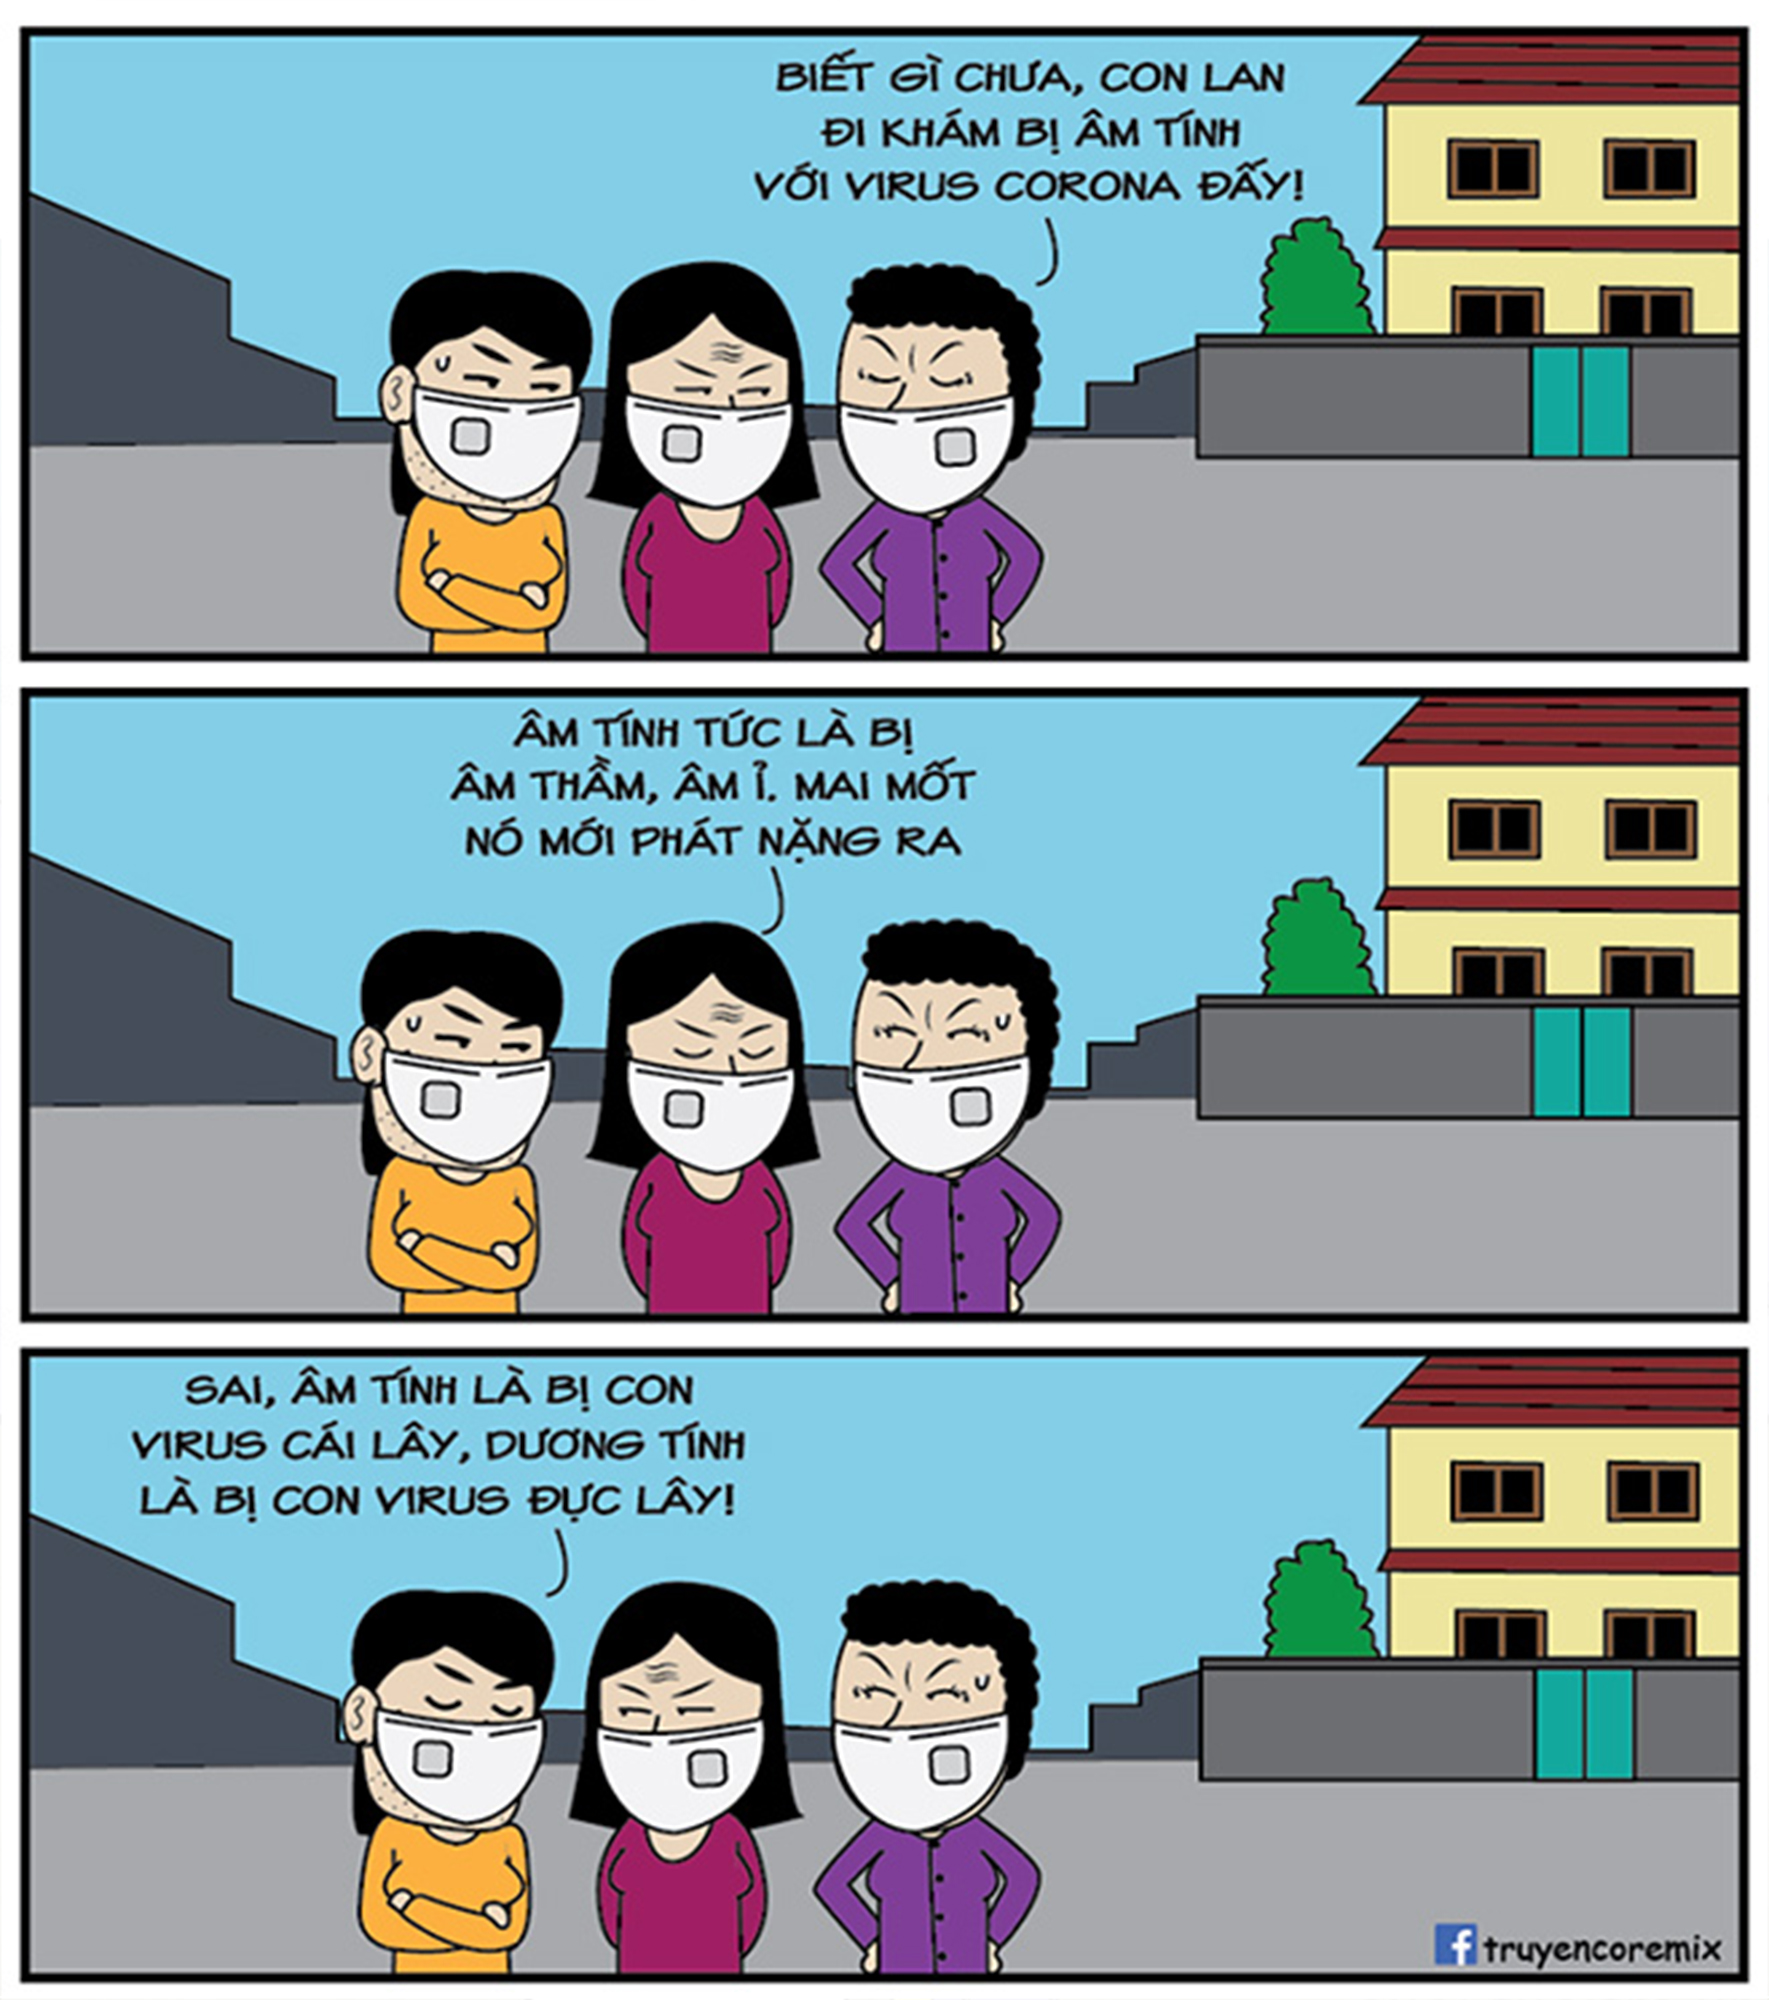 BIẾT GÌ CHƯA, CON LAN
ĐI KHÁM BỊ ÂM TÍNH
VỚI VIRUS CORONA ĐẤY!
ÂM TÍNH TỨC LÀ BỊ
ÂM THẦM, ÂM Ỉ. MAI MỐT
NÓ MỚI PHÁT NẶNG RA
SAI, ÂM TÍNH LÀ BỊ CON
VIRUS CÁI LÂY, DƯƠNG TÍNH
LÀ BỊ CON VIRUS ĐỰC LÂY!
f truyencoremix